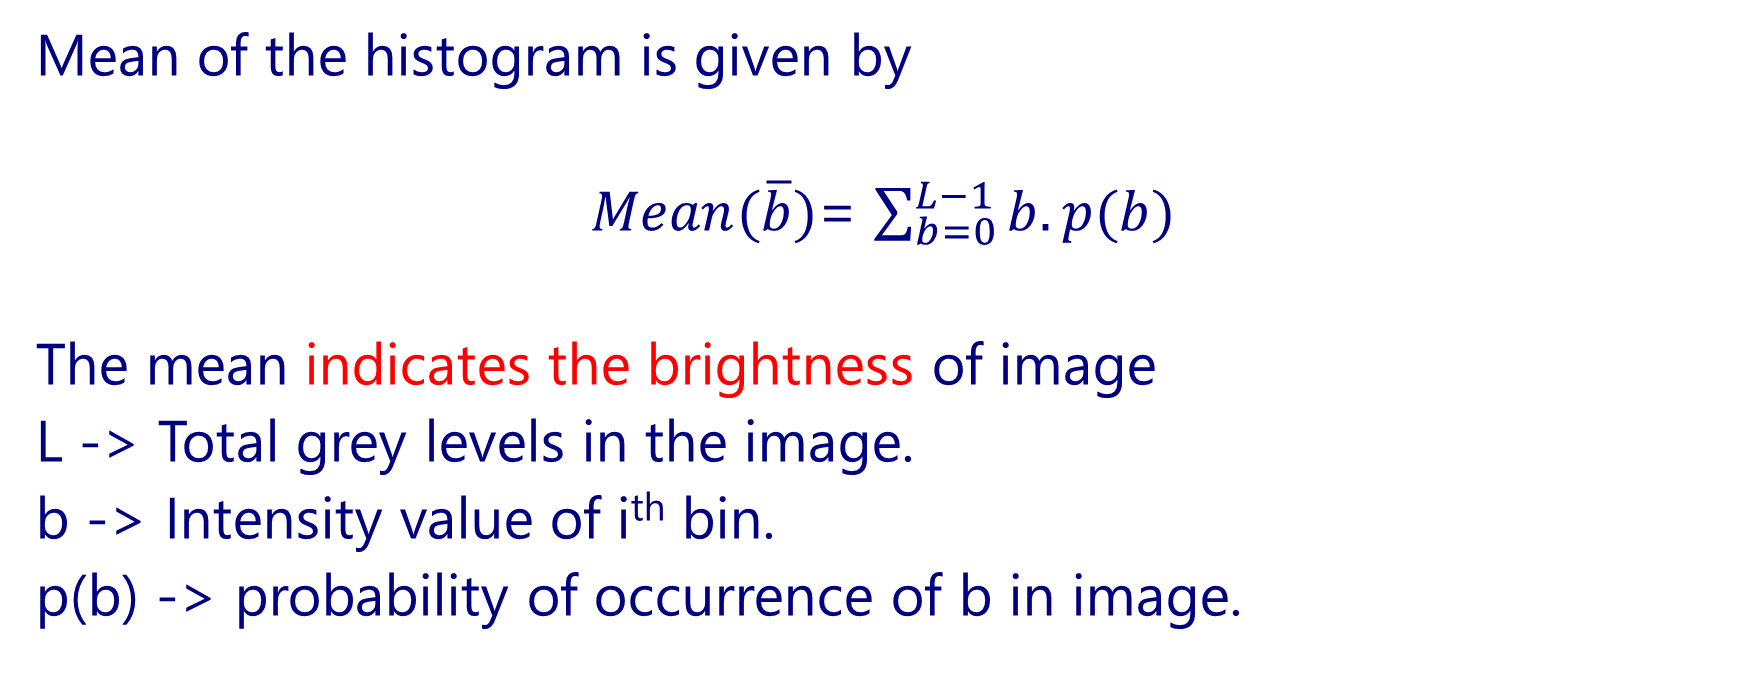 Mean of the histogram is given by
Mean(b̅)= ∑_{b=0}^{L−1} b.p(b)
The mean indicates the brightness of image
L -> Total grey levels in the image.
b -> Intensity value of iᵗʰ bin.
p(b) -> probability of occurrence of b in image.